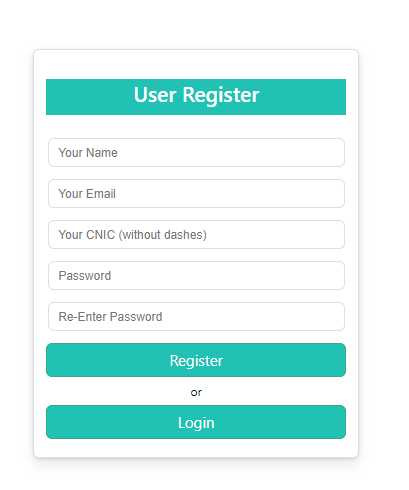 User Register
Your Name
Your Email
Your CNIC (without dashes)
Password
Re-Enter Password
Register
or
Login